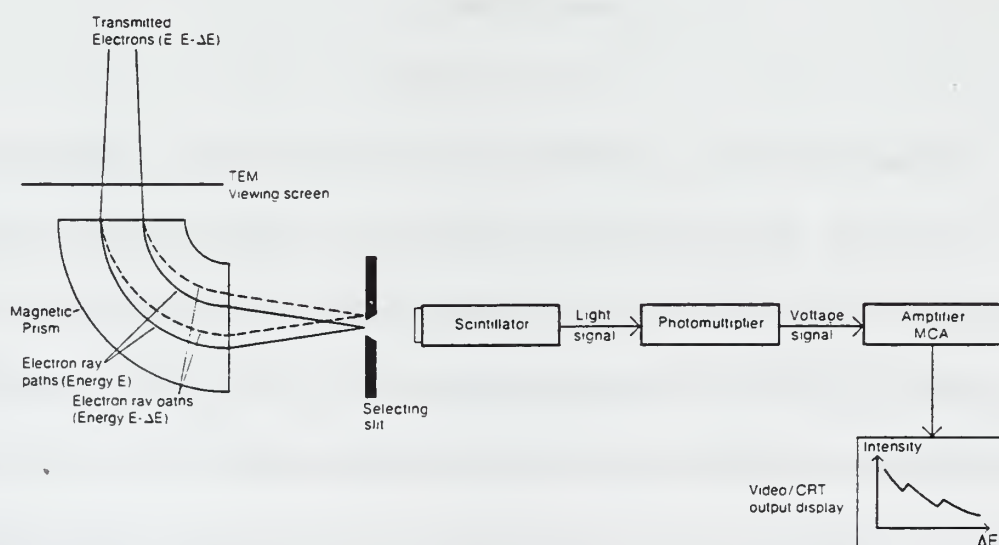 Transmitted
Electrons (E E-ΔE)
TEM
Viewing screen
Magnetic
Prism
Electron ray
paths (Energy E)
Electron ray paths
(Energy E-ΔE)
Selecting
slit
Scintillator
Light
signal
Photomultiplier
Voltage
signal
Amplifier
MCA
Video/CRT
output display
Intensity
ΔE